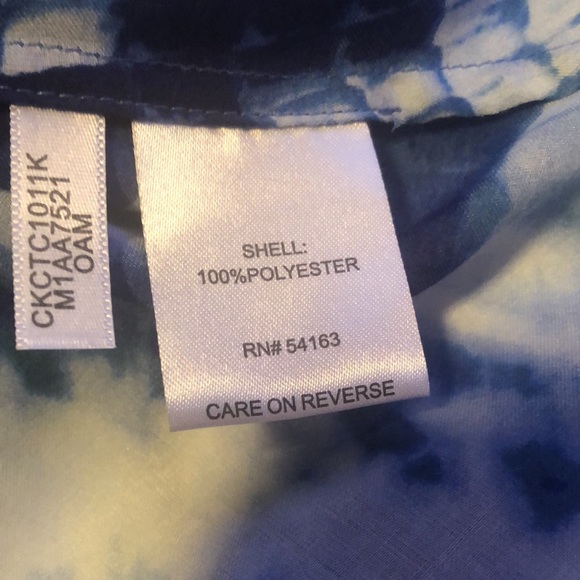 CKCTC1011K
M1AA7521
OAM
SHELL:
100%POLYESTER
RN# 54163
CARE ON REVERSE